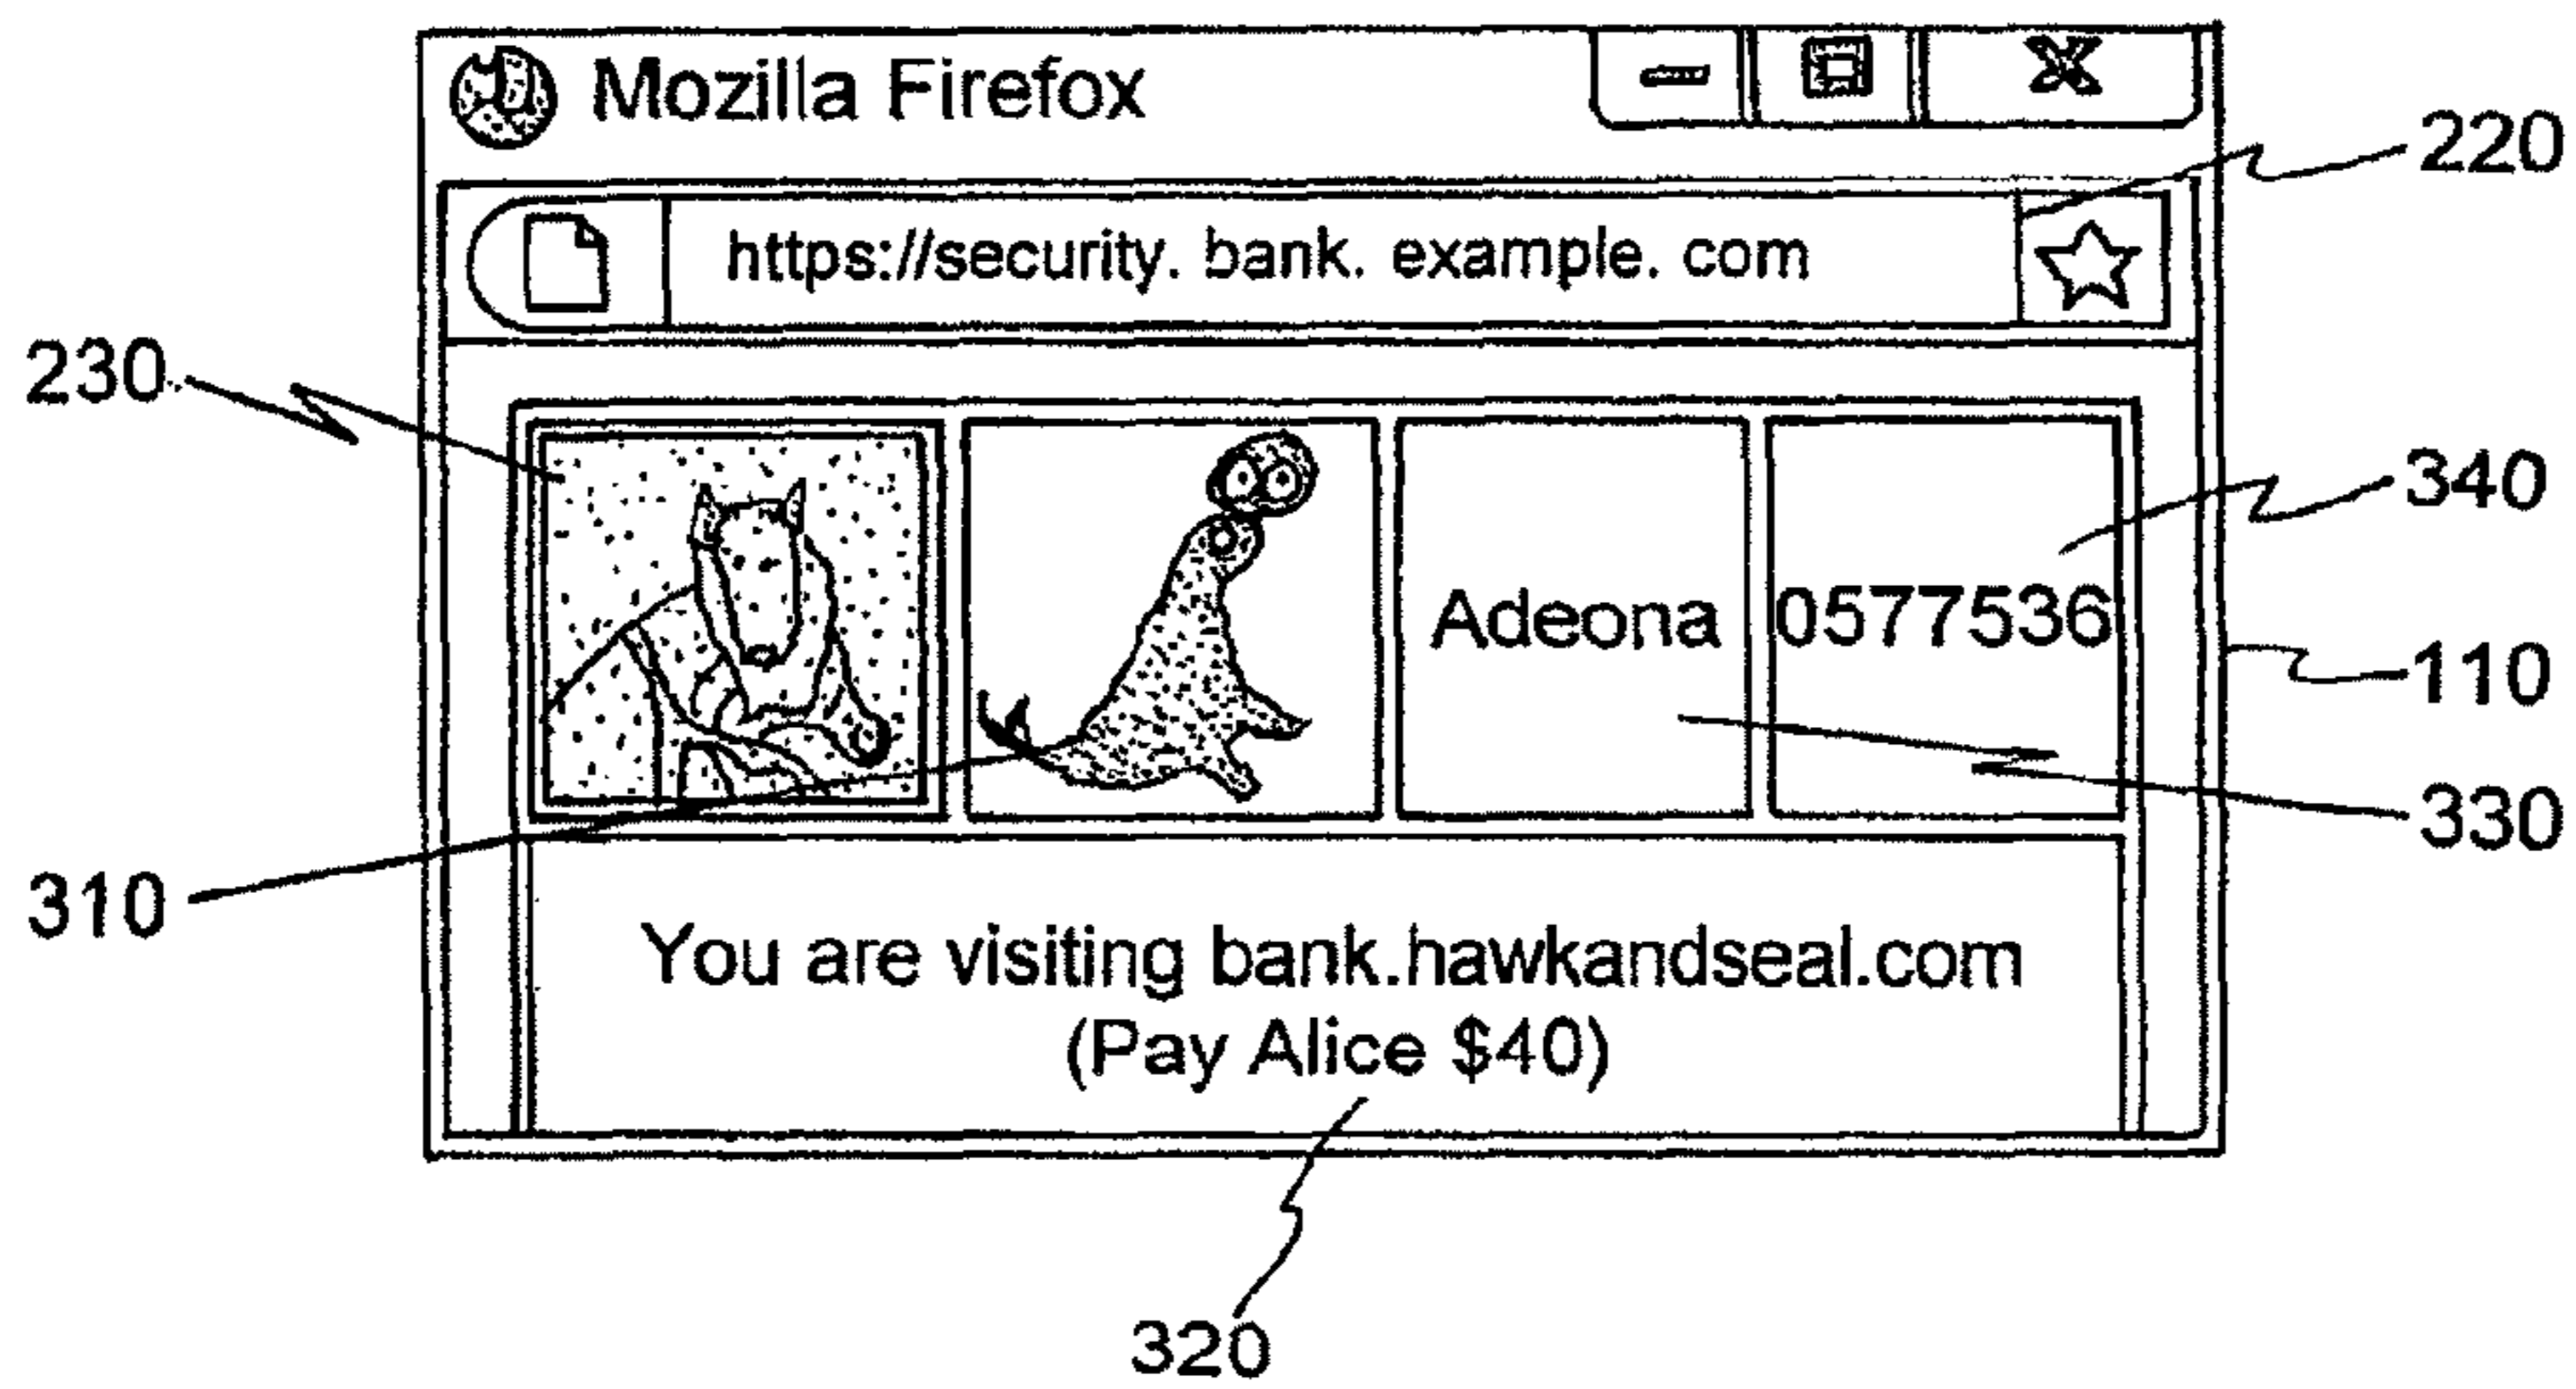 Mozilla Firefox
220
https://security. bank. example. com
230
340
Adeona
0577536
110
330
310
You are visiting bank.hawkandseal.com
(Pay Alice $40)
320